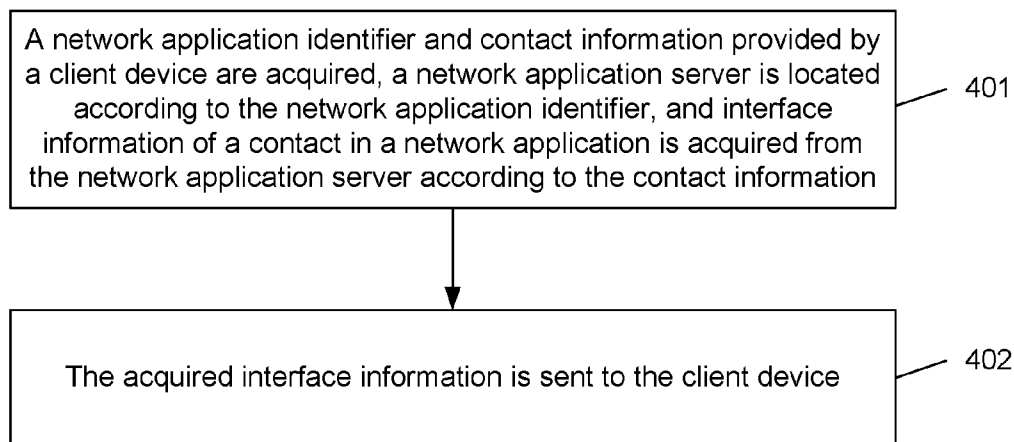 A network application identifier and contact information provided by
a client device are acquired, a network application server is located
according to the network application identifier, and interface
information of a contact in a network application is acquired from
the network application server according to the contact information
401
The acquired interface information is sent to the client device
402